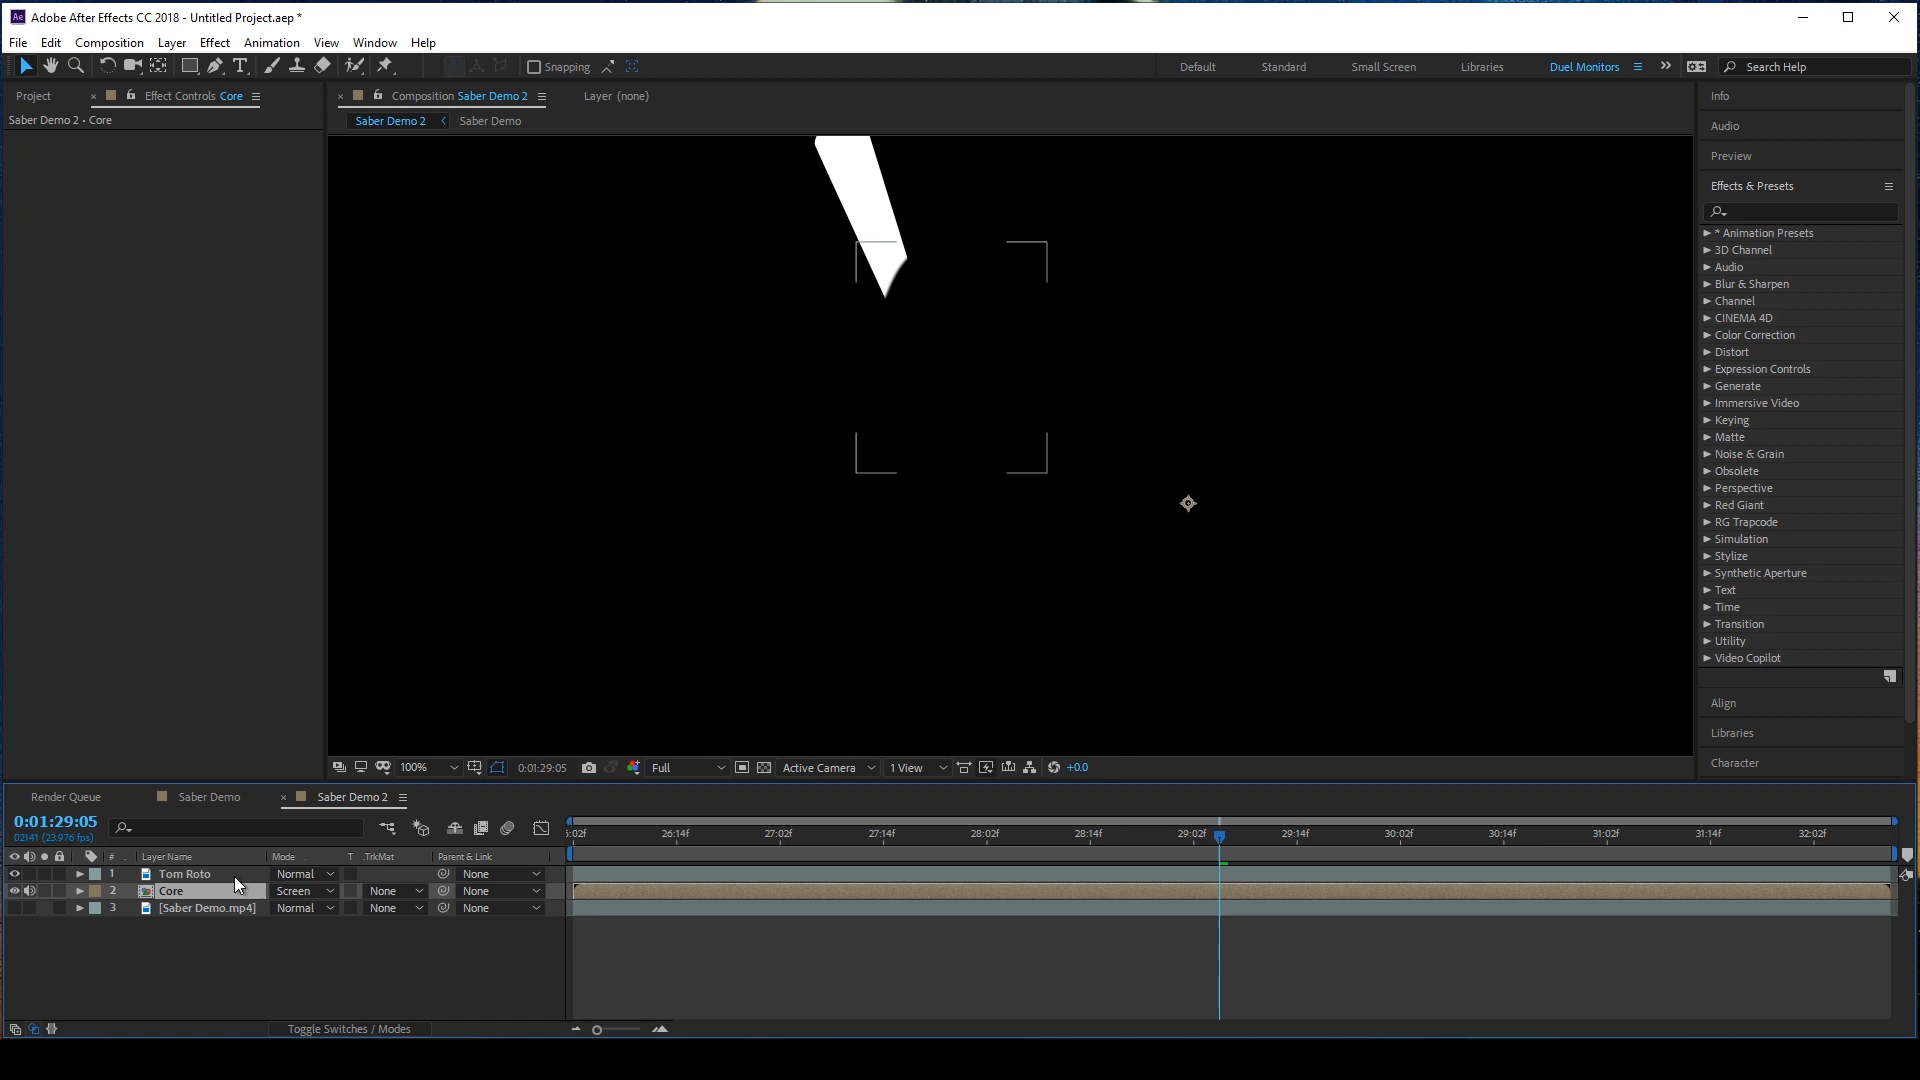 Adobe After Effects CC 2018 - Untitled Project.aep *
File Edit Composition Layer Effect Animation View Window Help
Snapping Default Standard Small Screen Libraries Duel Monitors Search Help
Project Effect Controls Core Composition Saber Demo 2 Layer (none)
Saber Demo 2 • Core
Saber Demo 2 Saber Demo
Info
Audio
Preview
Effects & Presets
* Animation Presets
3D Channel
Audio
Blur & Sharpen
Channel
CINEMA 4D
Color Correction
Distort
Expression Controls
Generate
Immersive Video
Keying
Matte
Noise & Grain
Obsolete
Perspective
Red Giant
RG Trapcode
Simulation
Stylize
Synthetic Aperture
Text
Time
Transition
Utility
Video Copilot
Align
Libraries
Character
100% 0:01:29:05 Full Active Camera 1 View +0.0
Render Queue Saber Demo Saber Demo 2
0:01:29:05
02141 (23.976 fps)
5:02f 26:14f 27:02f 27:14f 28:02f 28:14f 29:02f 29:14f 30:02f 30:14f 31:02f 31:14f 32:02f
# Layer Name Mode T .TrkMat Parent & Link
1 Tom Roto Normal None
2 Core Screen None None
3 [Saber Demo.mp4] Normal None None
Toggle Switches / Modes